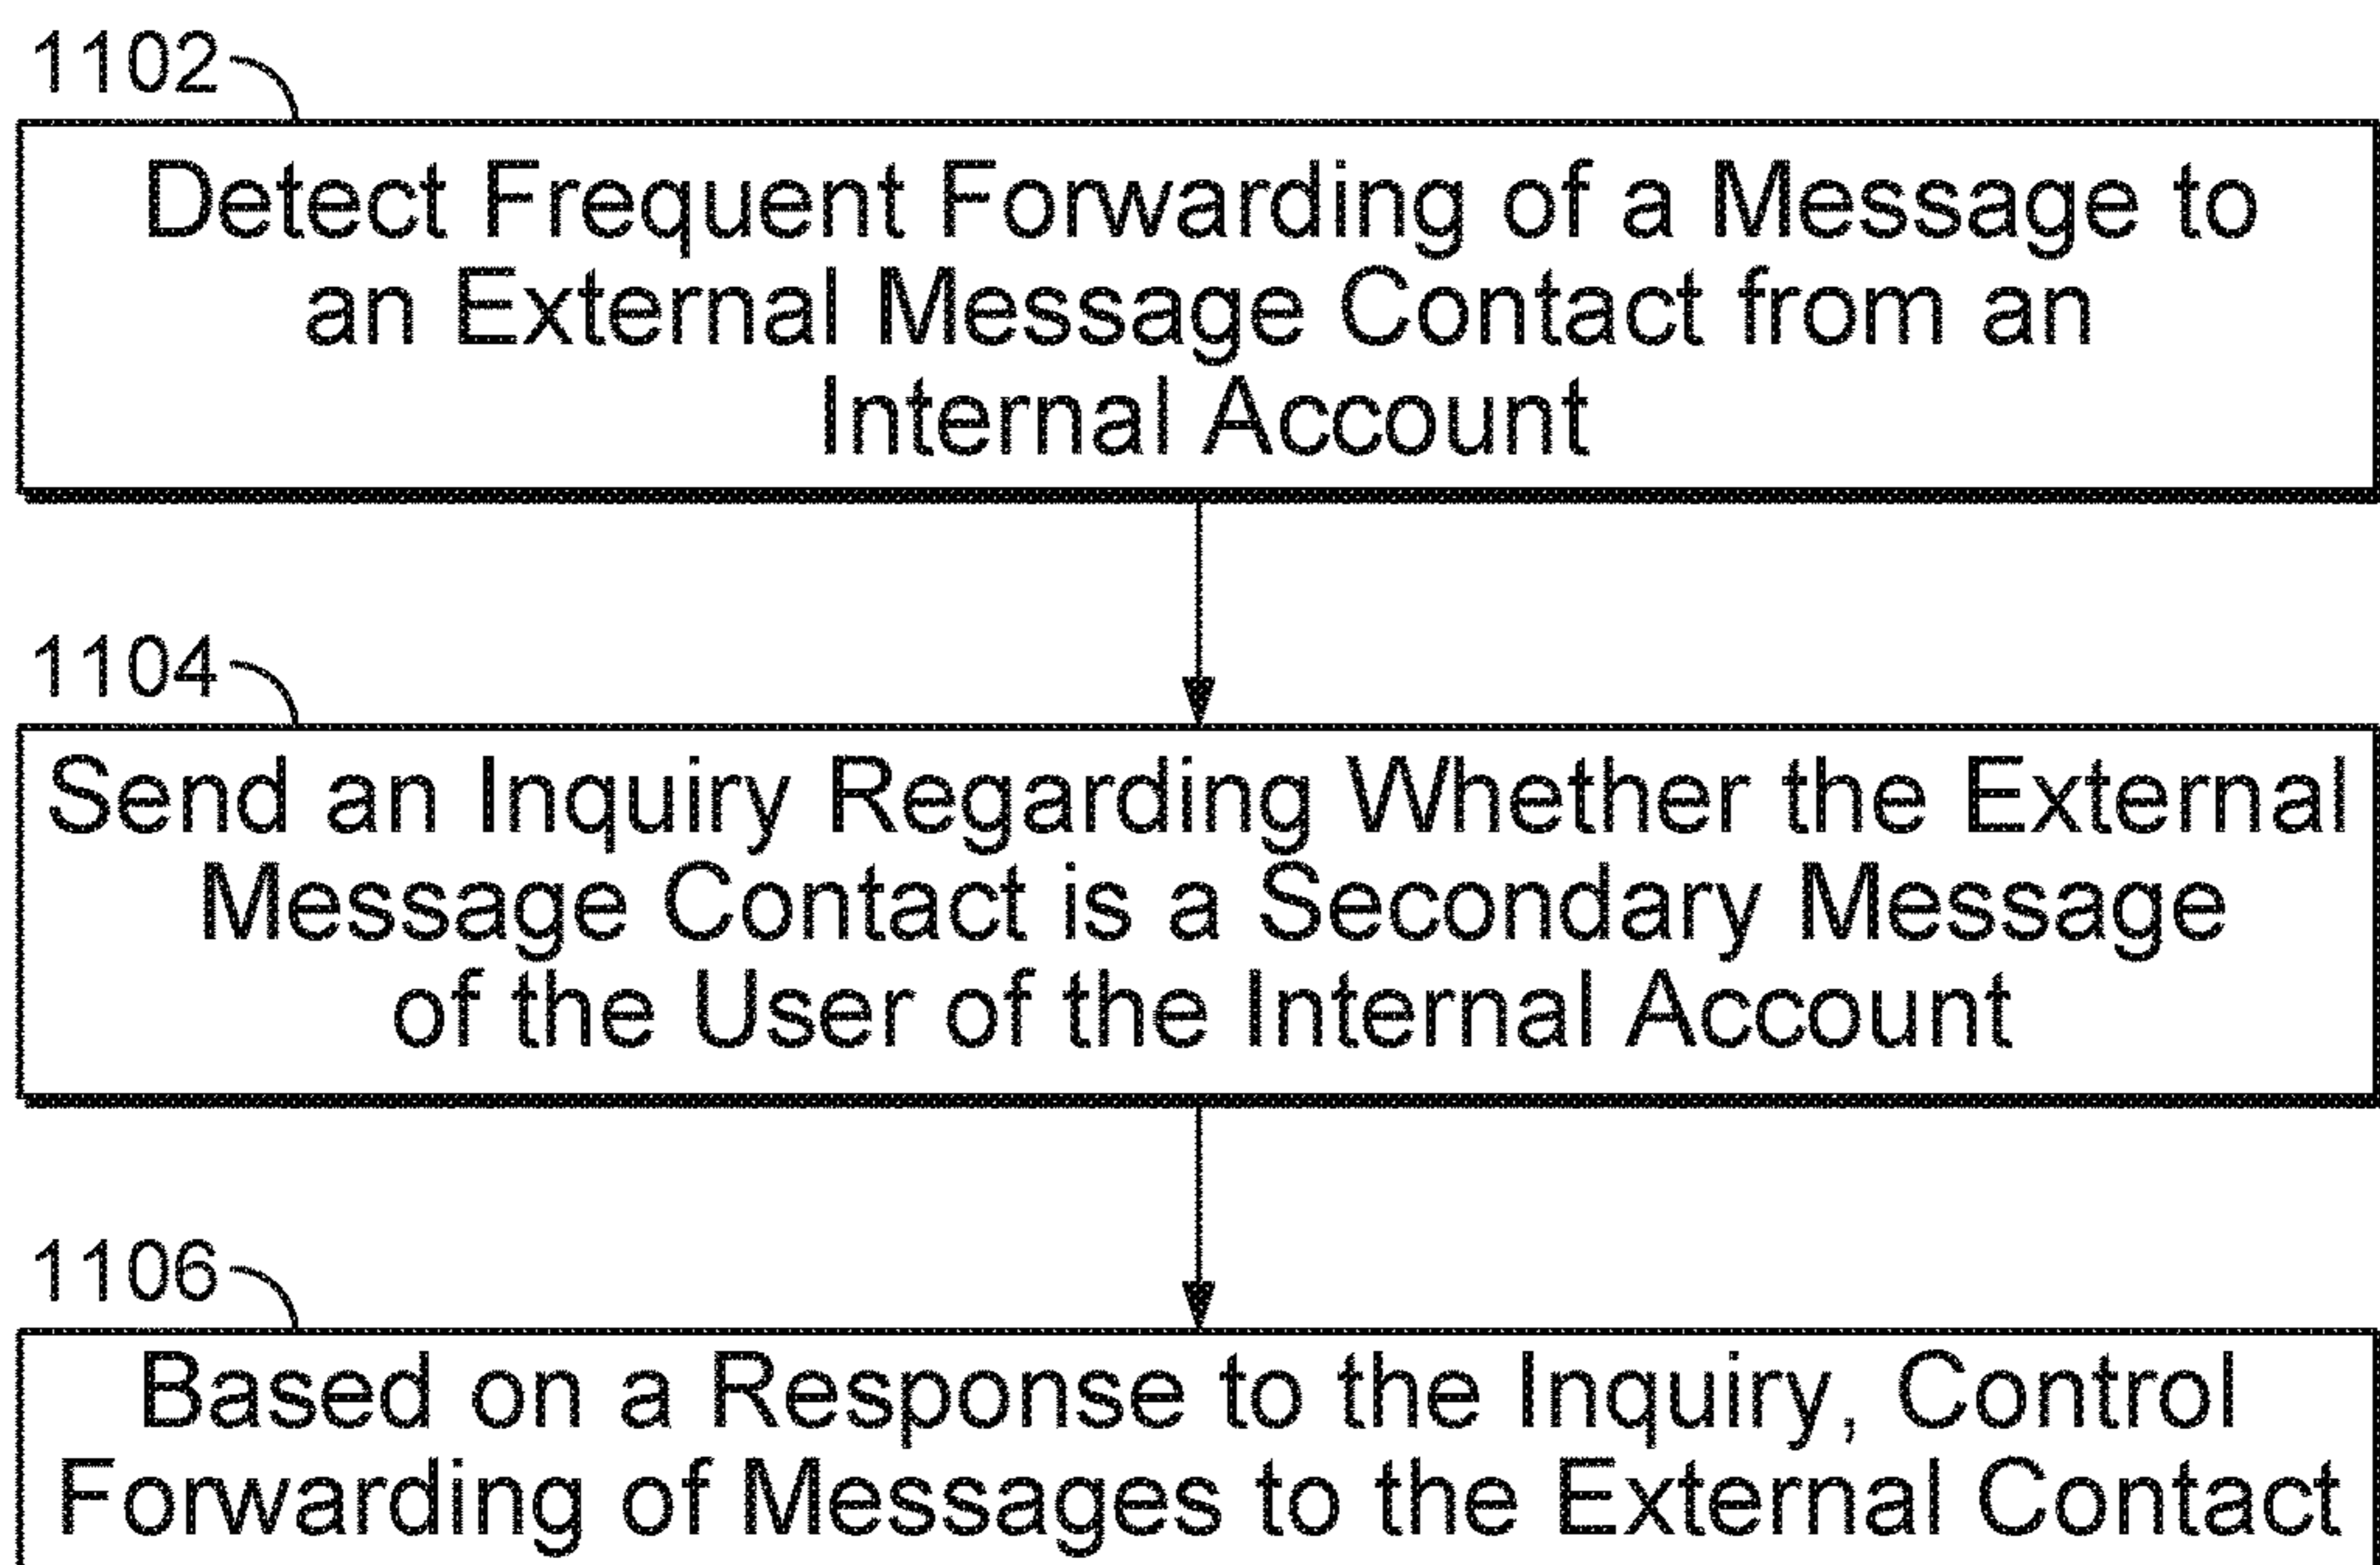 1102
Detect Frequent Forwarding of a Message to
an External Message Contact from an
Internal Account
1104
Send an Inquiry Regarding Whether the External
Message Contact is a Secondary Message
of the User of the Internal Account
1106
Based on a Response to the Inquiry, Control
Forwarding of Messages to the External Contact